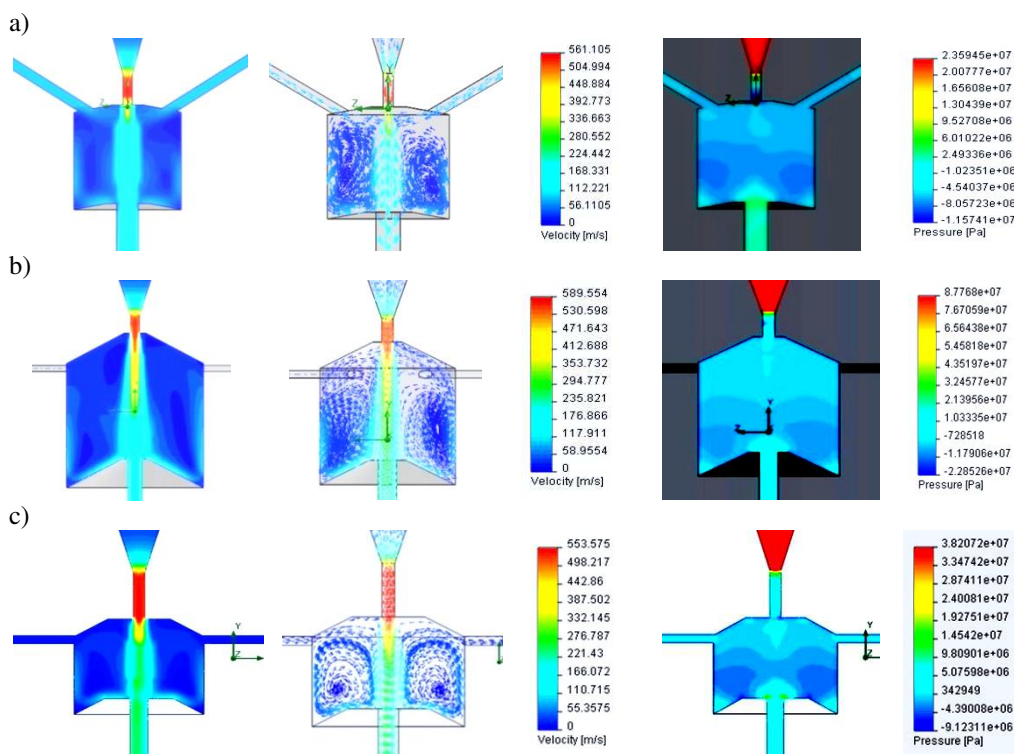 a)
561.105
504.994
448.884
392.773
336.663
280.552
224.442
168.331
112.221
56.1105
0
Velocity [m/s]
2.35945e+07
2.00777e+07
1.65608e+07
1.30439e+07
9.52708e+06
6.01022e+06
2.49336e+06
-1.02351e+06
-4.54037e+06
-8.05723e+06
-1.15741e+07
Pressure [Pa]
Z
Z
b)
589.554
530.598
471.643
412.688
353.732
294.777
235.821
176.866
117.911
58.9554
0
Velocity [m/s]
8.7768e+07
7.67059e+07
6.56438e+07
5.45818e+07
4.35197e+07
3.24577e+07
2.13956e+07
1.03335e+07
-728518
-1.17906e+07
-2.28526e+07
Pressure [Pa]
Y
Z
c)
553.575
498.217
442.86
387.502
332.145
276.787
221.43
166.072
110.715
55.3575
0
Velocity [m/s]
3.82072e+07
3.34742e+07
2.87411e+07
2.40081e+07
1.92751e+07
1.4542e+07
9.80901e+06
5.07598e+06
342949
-4.39008e+06
-9.12311e+06
Pressure [Pa]
Y
Z
Y
Z